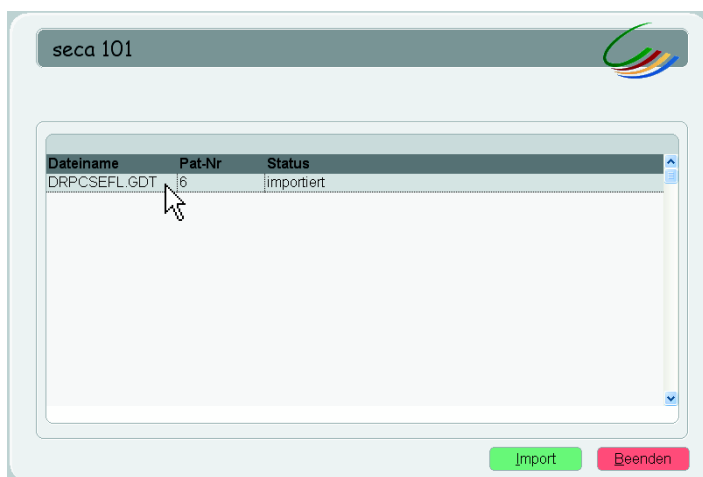 seca 101
Dateiname Pat-Nr Status
DRPCSEFL.GDT 6 importiert
Import Beenden